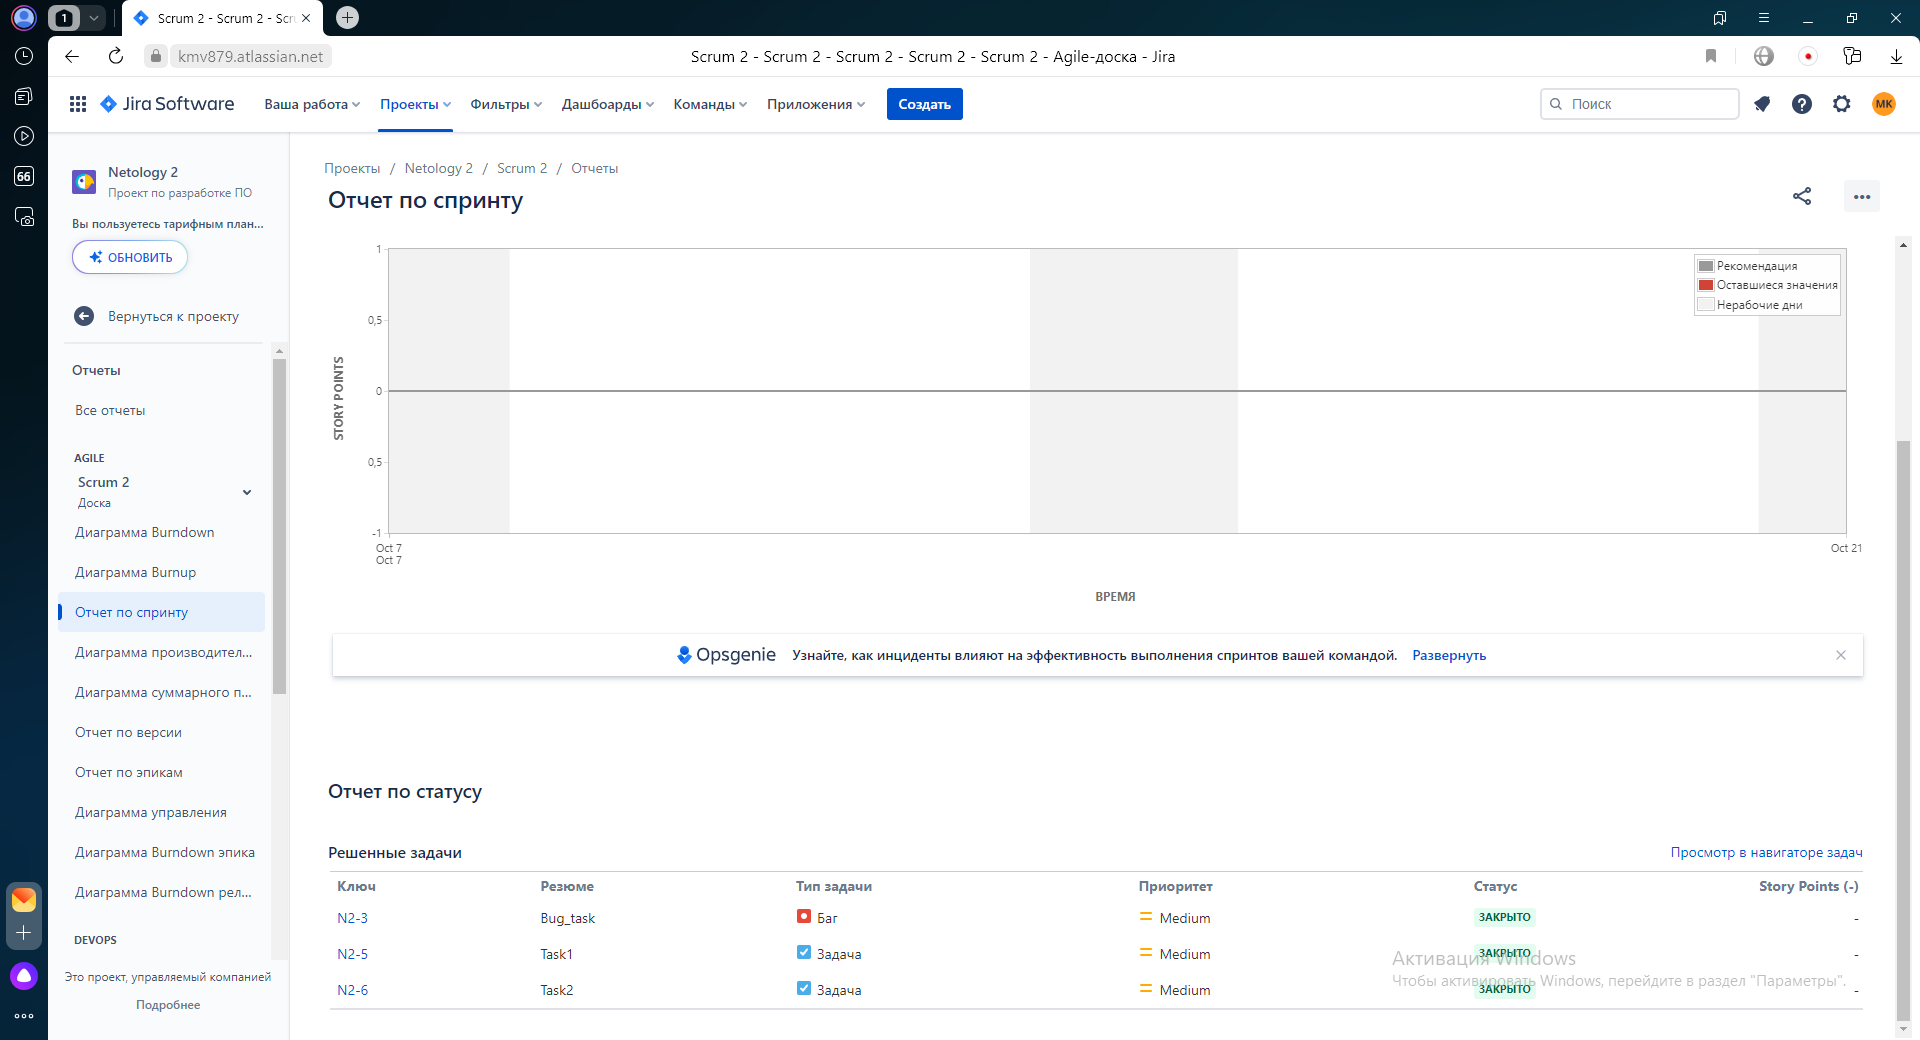 1
Scrum 2 - Scrum 2 - Scru
kmv879.atlassian.net
Scrum 2 - Scrum 2 - Scrum 2 - Scrum 2 - Scrum 2 - Agile-доска - Jira
66
Jira Software
Ваша работа
Проекты
Фильтры
Дашбоарды
Команды
Приложения
Создать
Поиск
МК
Netology 2
Проект по разработке ПО
Вы пользуетесь тарифным план...
ОБНОВИТЬ
Вернуться к проекту
Отчеты
Все отчеты
AGILE
Scrum 2
Доска
Диаграмма Burndown
Диаграмма Burnup
Отчет по спринту
Диаграмма производител...
Диаграмма суммарного п...
Отчет по версии
Отчет по эпикам
Диаграмма управления
Диаграмма Burndown эпика
Диаграмма Burndown рел...
DEVOPS
Это проект, управляемый компанией
Подробнее
Проекты / Netology 2 / Scrum 2 / Отчеты
Отчет по спринту
1
0,5
0
0,5
-1
STORY POINTS
Рекомендация
Оставшиеся значения
Нерабочие дни
Oct 7
Oct 7
Oct 21
ВРЕМЯ
Opsgenie Узнайте, как инциденты влияют на эффективность выполнения спринтов вашей командой. Развернуть
Отчет по статусу
Решенные задачи
Просмотр в навигаторе задач
Ключ Резюме Тип задачи Приоритет Статус Story Points (-)
N2-3 Bug_task Баг Medium ЗАКРЫТО -
N2-5 Task1 Задача Medium ЗАКРЫТО -
N2-6 Task2 Задача Medium ЗАКРЫТО -
Активация Windows
Чтобы активировать Windows, перейдите в раздел "Параметры".